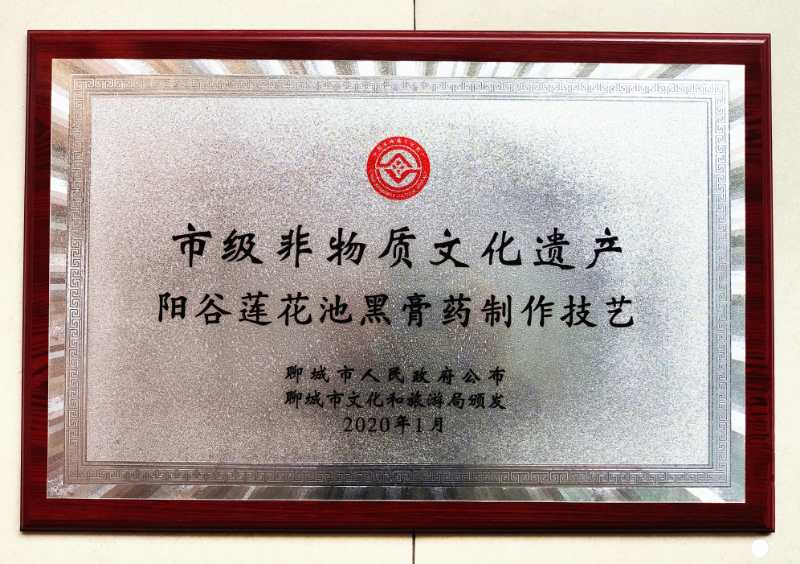 市级非物质文化遗产
阳谷莲花池黑膏药制作技艺
聊城市人民政府公布
聊城市文化和旅游局颁发
2020年1月